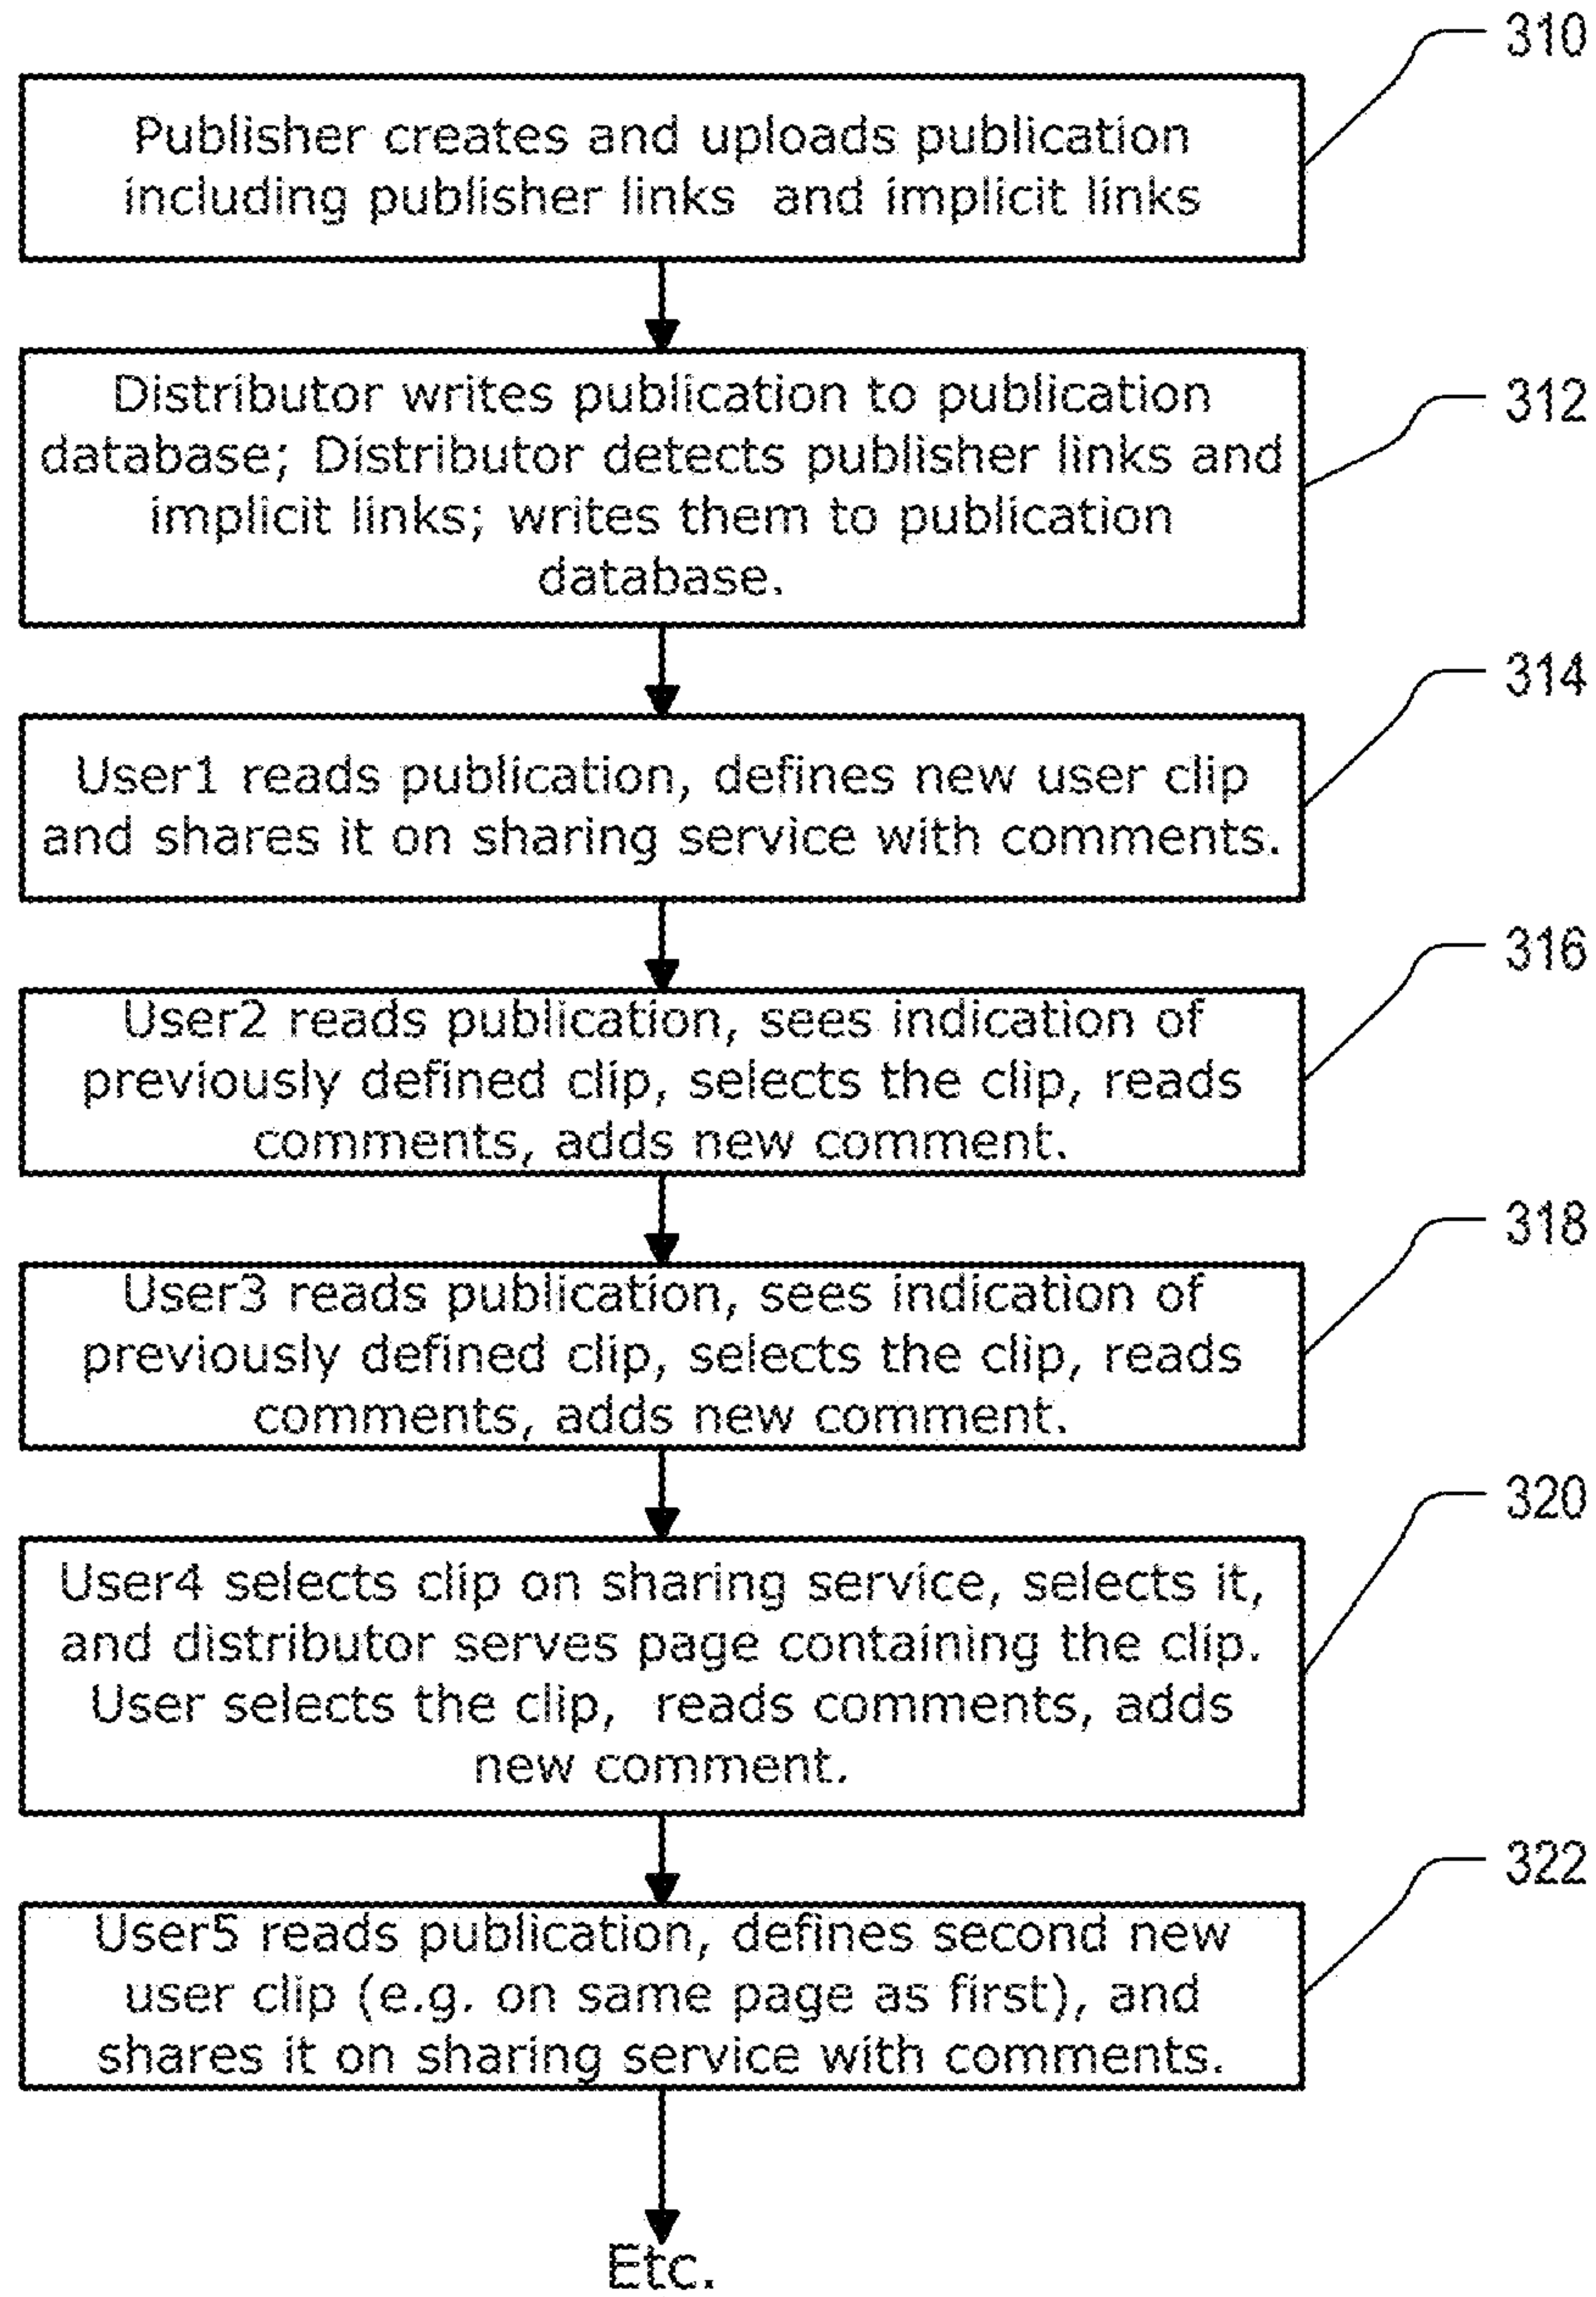 310
Publisher creates and uploads publication
including publisher links and implicit links
312
Distributor writes publication to publication
database; Distributor detects publisher links and
implicit links; writes them to publication
database.
314
User1 reads publication, defines new user clip
and shares it on sharing service with comments.
316
User2 reads publication, sees indication of
previously defined clip, selects the clip, reads
comments, adds new comment.
318
User3 reads publication, sees indication of
previously defined clip, selects the clip, reads
comments, adds new comment.
320
User4 selects clip on sharing service, selects it,
and distributor serves page containing the clip.
User selects the clip, reads comments, adds
new comment.
322
User5 reads publication, defines second new
user clip (e.g. on same page as first), and
shares it on sharing service with comments.
Etc.